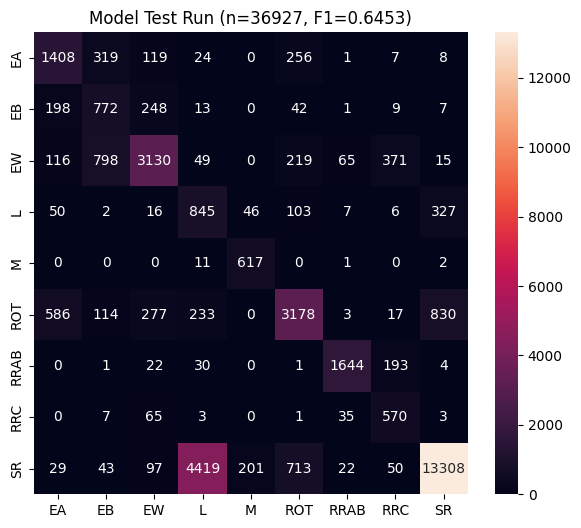 Model Test Run (n=36927, F1=0.6453)
EA 1408 319 119 24 0 256 1 7 8
EB 198 772 248 13 0 42 1 9 7
EW 116 798 3130 49 0 219 65 371 15
L 50 2 16 845 46 103 7 6 327
M 0 0 0 11 617 0 1 0 2
ROT 586 114 277 233 0 3178 3 17 830
RRAB 0 1 22 30 0 1 1644 193 4
RRC 0 7 65 3 0 1 35 570 3
SR 29 43 97 4419 201 713 22 50 13308
EA EB EW L M ROT RRAB RRC SR
12000
10000
8000
6000
4000
2000
0